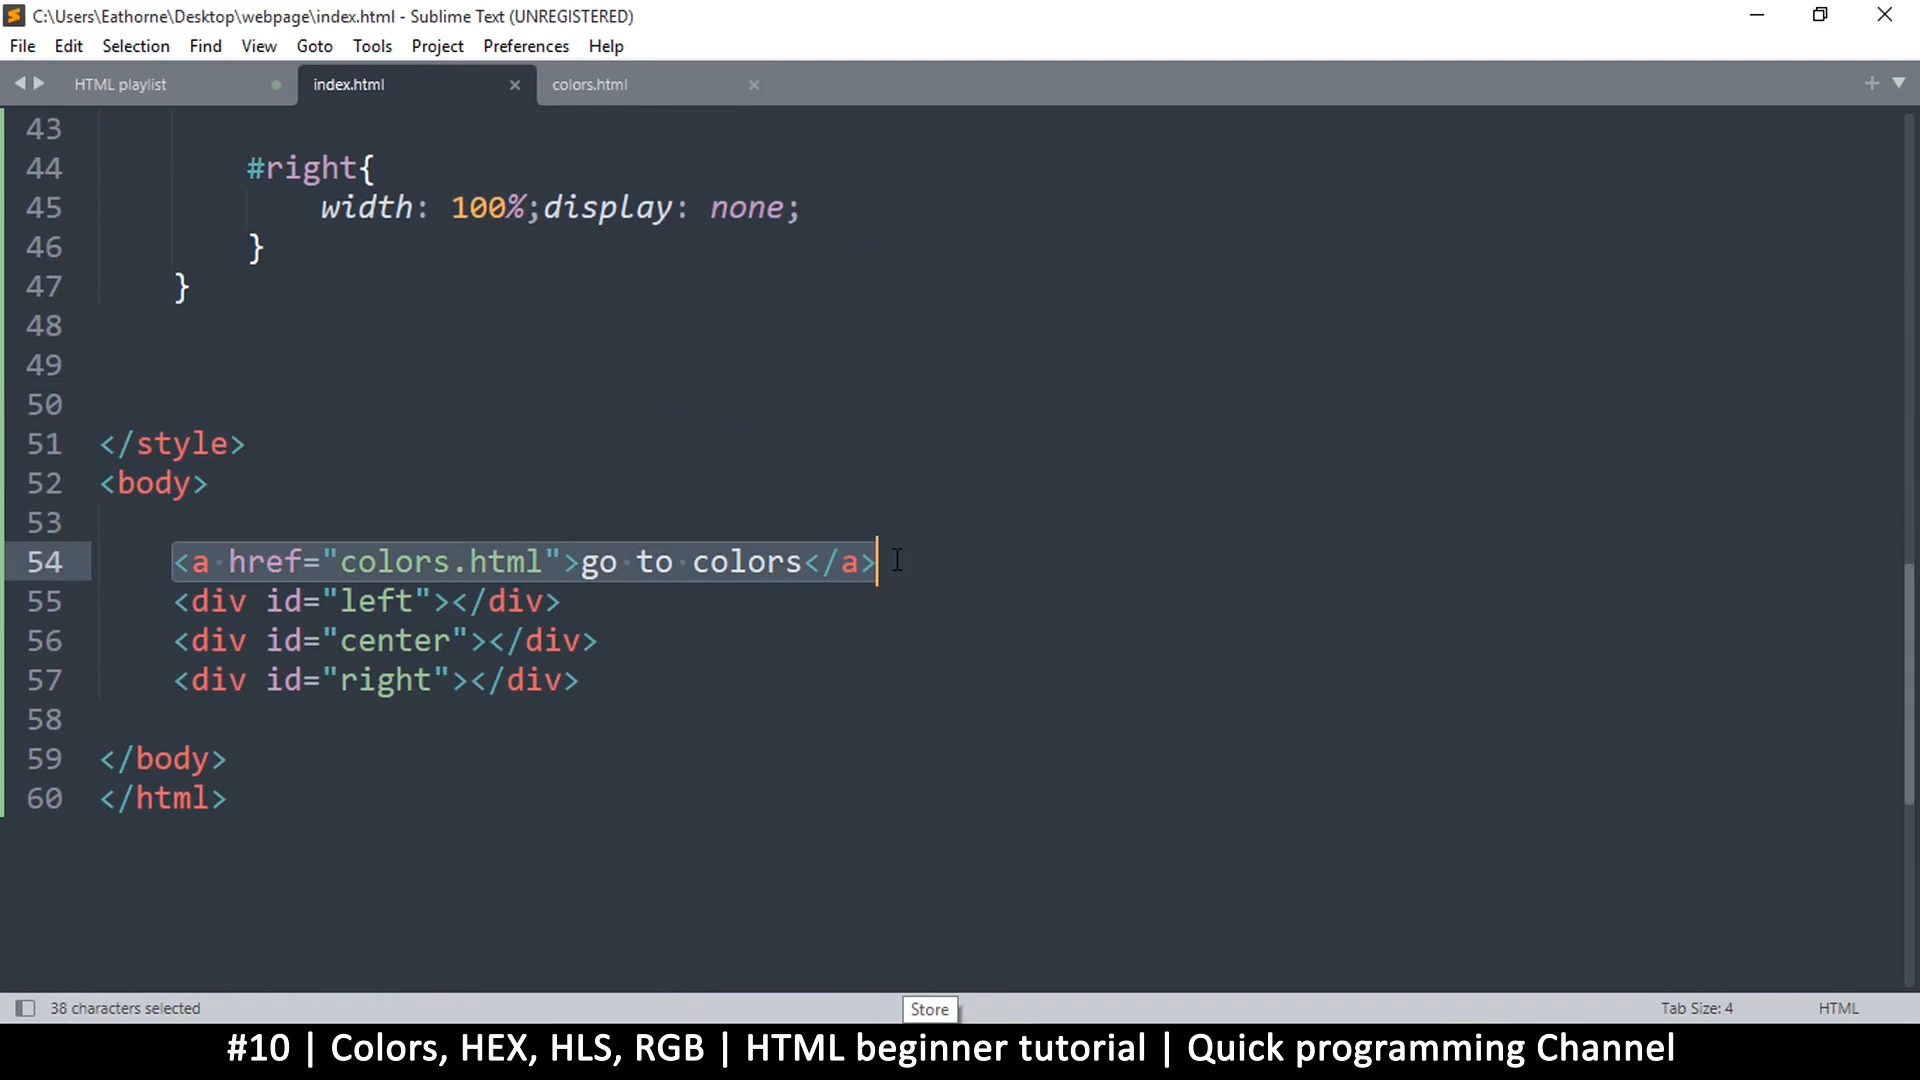 C:\Users\Eathorne\Desktop\webpage\index.html - Sublime Text (UNREGISTERED)
File Edit Selection Find View Goto Tools Project Preferences Help
HTML playlist index.html colors.html
43
44 #right{
45 width: 100%;display: none;
46 }
47 }
48
49
50
51 </style>
52 <body>
53
54 <a href="colors.html">go to colors</a>
55 <div id="left"></div>
56 <div id="center"></div>
57 <div id="right"></div>
58
59 </body>
60 </html>
38 characters selected Store Tab Size: 4 HTML
#10 | Colors, HEX, HLS, RGB | HTML beginner tutorial | Quick programming Channel